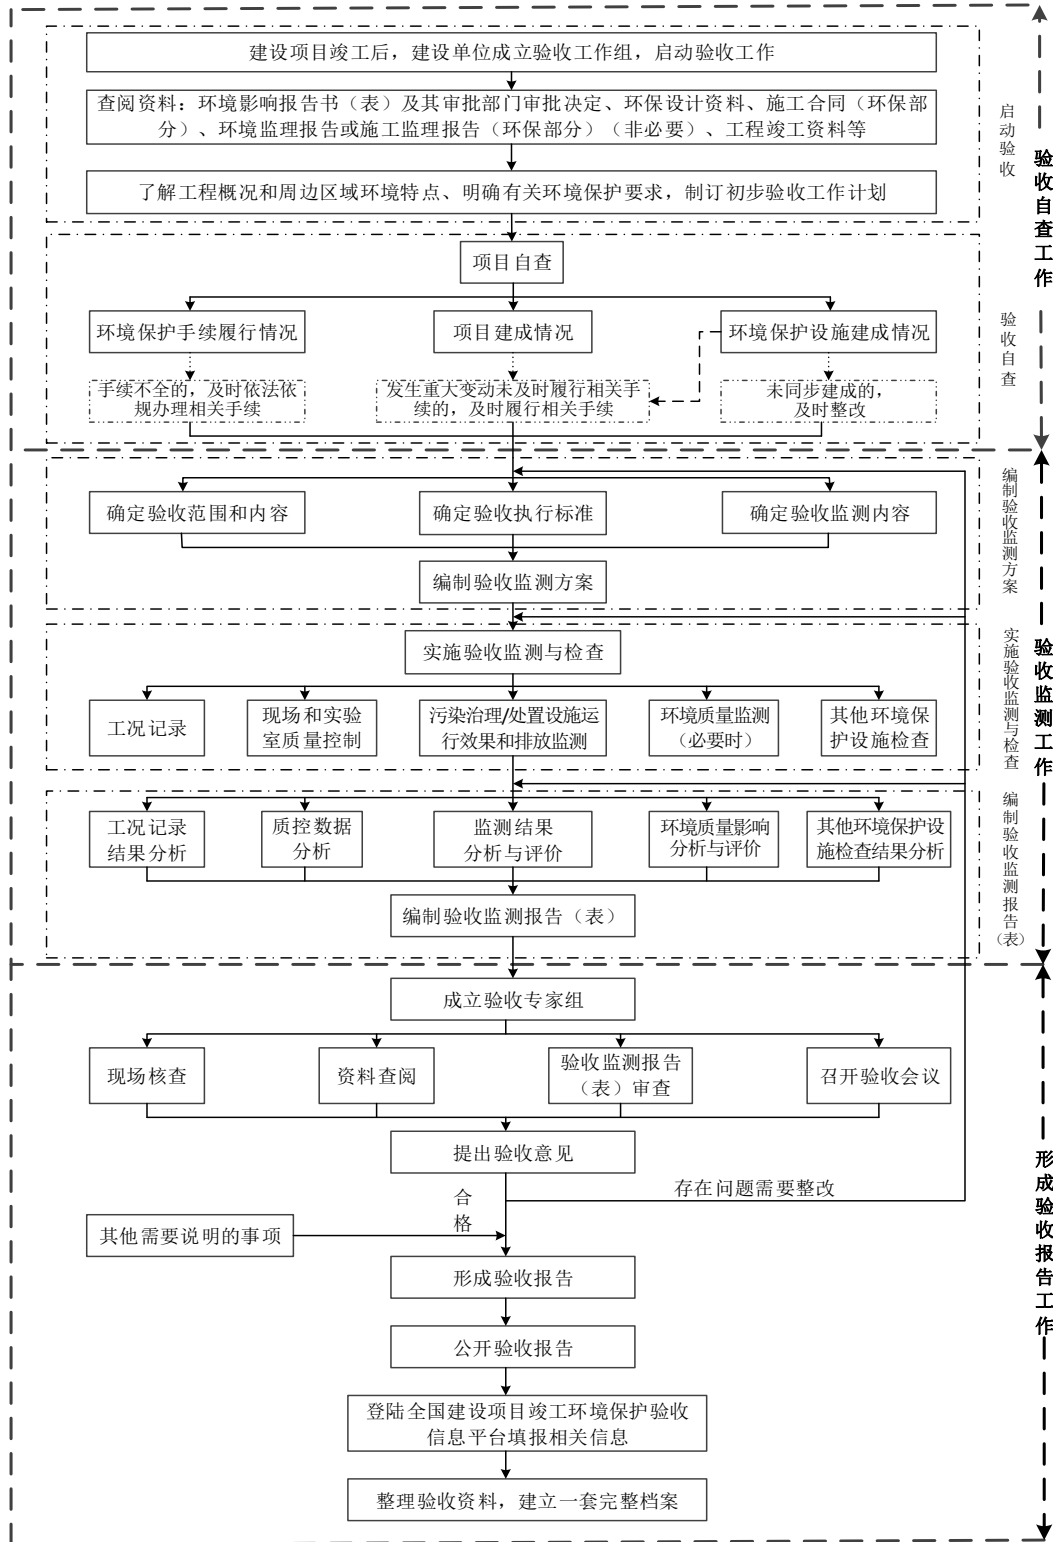 建设项目竣工后，建设单位成立验收工作组，启动验收工作
查阅资料：环境影响报告书（表）及其审批部门审批决定、环保设计资料、施工合同（环保部
分）、环境监理报告或施工监理报告（环保部分）（非必要）、工程竣工资料等
了解工程概况和周边区域环境特点、明确有关环境保护要求，制订初步验收工作计划
启动验收
验收自查工作
项目自查
环境保护手续履行情况
项目建成情况
环境保护设施建成情况
手续不全的，及时依法依
规办理相关手续
发生重大变动未及时履行相关手
续的，及时履行相关手续
未同步建成的，
及时整改
验收自查
确定验收范围和内容
确定验收执行标准
确定验收监测内容
编制验收监测方案
编制验收监测方案
实施验收监测与检查
工况记录
现场和实验
室质量控制
污染治理/处置设施运
行效果和排放监测
环境质量监测
（必要时）
其他环境保
护设施检查
实施验收监测与检查
验收监测工作
工况记录
结果分析
质控数据
分析
监测结果
分析与评价
环境质量影响
分析与评价
其他环境保护设
施检查结果分析
编制验收监测报告（表）
编制验收监测报告（表）
成立验收专家组
现场核查
资料查阅
验收监测报告
（表）审查
召开验收会议
提出验收意见
合格
存在问题需要整改
其他需要说明的事项
形成验收报告
形成验收报告工作
公开验收报告
登陆全国建设项目竣工环境保护验收
信息平台填报相关信息
整理验收资料，建立一套完整档案